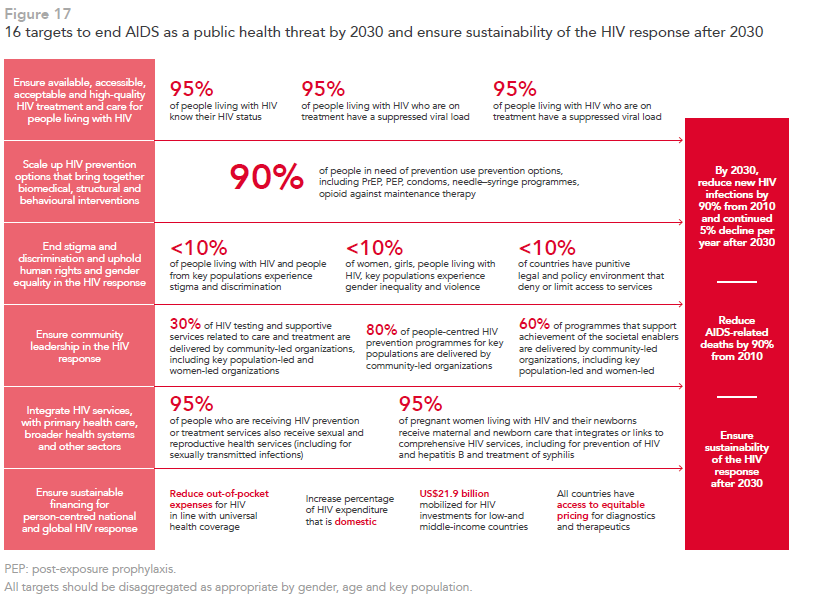 Figure 17
16 targets to end AIDS as a public health threat by 2030 and ensure sustainability of the HIV response after 2030
Ensure available, accessible,
acceptable and high-quality
HIV treatment and care for
people living with HIV
95%
of people living with HIV
know their HIV status
95%
of people living with HIV who are on
treatment have a suppressed viral load
95%
of people living with HIV who are on
treatment have a suppressed viral load
Scale up HIV prevention
options that bring together
biomedical, structural and
behavioural interventions
90%
of people in need of prevention use prevention options,
including PrEP, PEP, condoms, needle–syringe programmes,
opioid against maintenance therapy
End stigma and
discrimination and uphold
human rights and gender
equality in the HIV response
<10%
of people living with HIV and people
from key populations experience
stigma and discrimination
<10%
of women, girls, people living with
HIV, key populations experience
gender inequality and violence
<10%
of countries have punitive
legal and policy environment that
deny or limit access to services
Ensure community
leadership in the HIV
response
30% of HIV testing and supportive
services related to care and treatment are
delivered by community-led organizations,
including key population-led and
women-led organizations
80% of people-centred HIV
prevention programmes for key
populations are delivered by
community-led organizations
60% of programmes that support
achievement of the societal enablers
are delivered by community-led
organizations, including key
population-led and women-led
Integrate HIV services,
with primary health care,
broader health systems
and other sectors
95%
of people who are receiving HIV prevention
or treatment services also receive sexual and
reproductive health services (including for
sexually transmitted infections)
95%
of pregnant women living with HIV and their newborns
receive maternal and newborn care that integrates or links to
comprehensive HIV services, including for prevention of HIV
and hepatitis B and treatment of syphilis
Ensure sustainable
financing for
person-centred national
and global HIV response
Reduce out-of-pocket
expenses for HIV
in line with universal
health coverage
Increase percentage
of HIV expenditure
that is domestic
US$21.9 billion
mobilized for HIV
investments for low-and
middle-income countries
All countries have
access to equitable
pricing for diagnostics
and therapeutics
By 2030,
reduce new HIV
infections by
90% from 2010
and continued
5% decline per
year after 2030
Reduce
AIDS-related
deaths by 90%
from 2010
Ensure
sustainability
of the HIV
response
after 2030
PEP: post-exposure prophylaxis.
All targets should be disaggregated as appropriate by gender, age and key population.